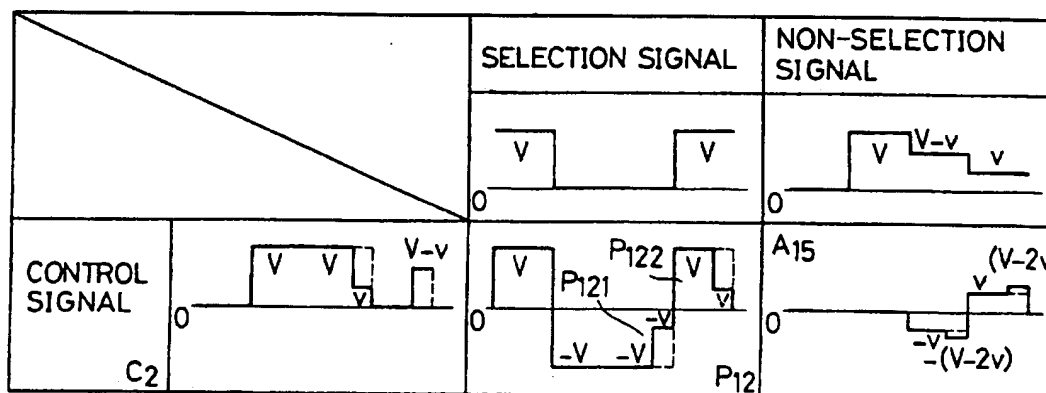 SELECTION SIGNAL
NON-SELECTION
SIGNAL
V V
0
V V-v v
0
CONTROL
SIGNAL
C2
V V V-v
v
0
V P121 P122 V
-v v
0
-V -V
P12
A15
v (V-2v
0
-v
-(V-2v)